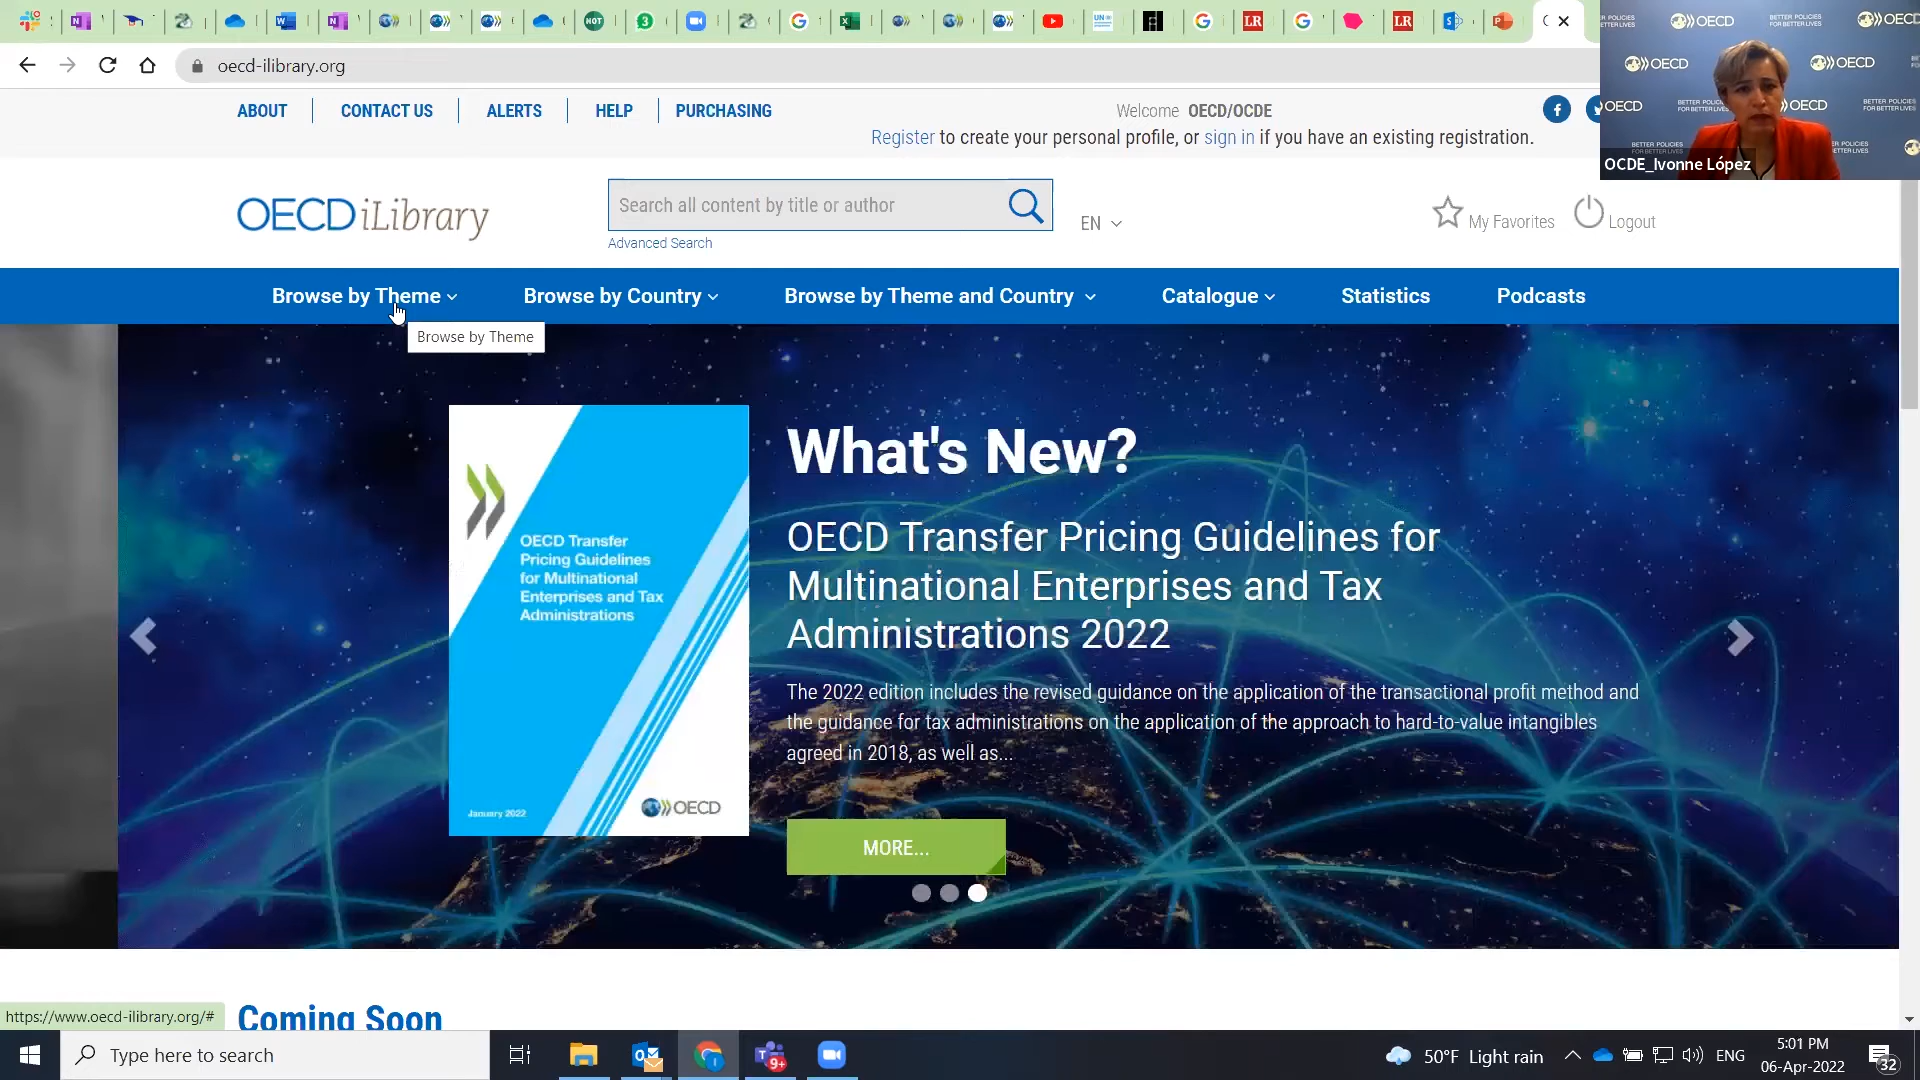 oecd-ilibrary.org
ABOUT
CONTACT US
ALERTS
HELP
PURCHASING
Welcome OECD/OCDE
Register to create your personal profile, or sign in if you have an existing registration.
OCDE_Ivonne López
OECD iLibrary
Search all content by title or author
Advanced Search
EN
My Favorites
Logout
Browse by Theme
Browse by Country
Browse by Theme and Country
Catalogue
Statistics
Podcasts
Browse by Theme
OECD Transfer
Pricing Guidelines
for Multinational
Enterprises and Tax
Administrations
January 2022
OECD
What's New?
OECD Transfer Pricing Guidelines for
Multinational Enterprises and Tax
Administrations 2022
The 2022 edition includes the revised guidance on the application of the transactional profit method and
the guidance for tax administrations on the application of the approach to hard-to-value intangibles
agreed in 2018, as well as...
MORE...
https://www.oecd-ilibrary.org/#
Coming Soon
Type here to search
9+
50°F Light rain
ENG
5:01 PM
06-Apr-2022
32